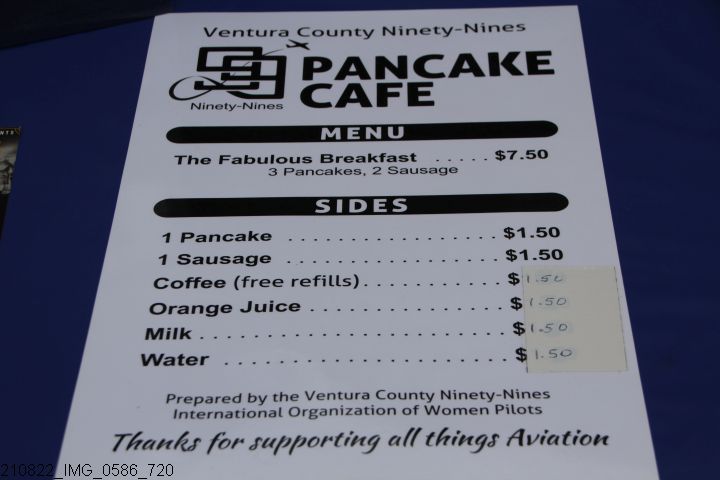 Ventura County Ninety-Nines
99
Ninety-Nines
PANCAKE
CAFE
MENU
The Fabulous Breakfast ..... $7.50
3 Pancakes, 2 Sausage
SIDES
1 Pancake .................. $1.50
1 Sausage .................. $1.50
Coffee (free refills)............ $1.50
Orange Juice ................ $1.50
Milk .......................... $1.50
Water ........................ $1.50
Prepared by the Ventura County Ninety-Nines
International Organization of Women Pilots
Thanks for supporting all things Aviation
210822_IMG_0586_720